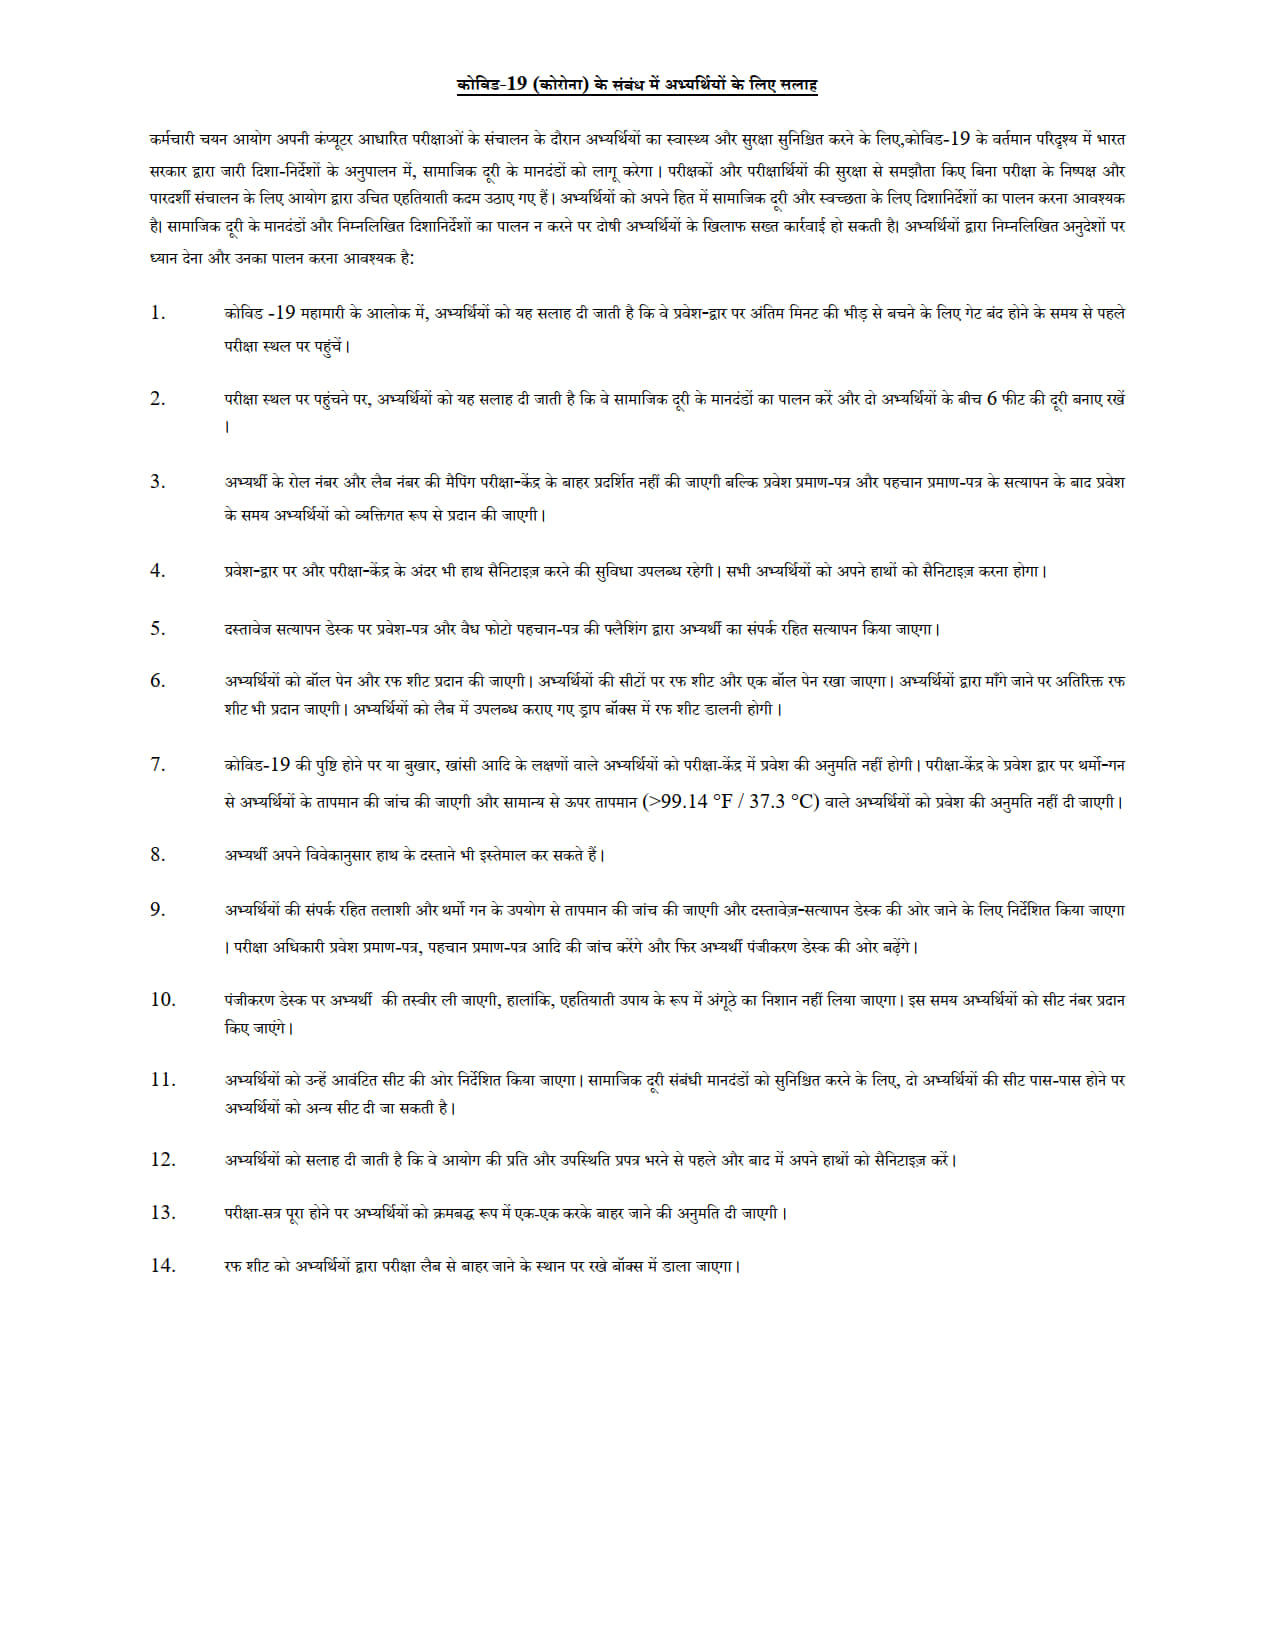 कोविड-19 (कोरोना) के संबंध में अभ्यर्थियों के लिए सलाह
कर्मचारी चयन आयोग अपनी कंप्यूटर आधारित परीक्षाओं के संचालन के दौरान अभ्यर्थियों का स्वास्थ्य और सुरक्षा सुनिश्चित करने के लिए,कोविड-19 के वर्तमान परिदृश्य में भारत
सरकार द्वारा जारी दिशा-निर्देशों के अनुपालन में, सामाजिक दूरी के मानदंडों को लागू करेगा। परीक्षकों और परीक्षार्थियों की सुरक्षा से समझौता किए बिना परीक्षा के निष्पक्ष और
पारदर्शी संचालन के लिए आयोग द्वारा उचित एहतियाती कदम उठाए गए हैं। अभ्यर्थियों को अपने हित में सामाजिक दूरी और स्वच्छता के लिए दिशानिर्देशों का पालन करना आवश्यक
है। सामाजिक दूरी के मानदंडों और निम्नलिखित दिशानिर्देशों का पालन न करने पर दोषी अभ्यर्थियों के खिलाफ सख्त कार्रवाई हो सकती है। अभ्यर्थियों द्वारा निम्नलिखित अनुदेशों पर
ध्यान देना और उनका पालन करना आवश्यक है:
1. कोविड -19 महामारी के आलोक में, अभ्यर्थियों को यह सलाह दी जाती है कि वे प्रवेश-द्वार पर अंतिम मिनट की भीड़ से बचने के लिए गेट बंद होने के समय से पहले
परीक्षा स्थल पर पहुंचें।
2. परीक्षा स्थल पर पहुंचने पर, अभ्यर्थियों को यह सलाह दी जाती है कि वे सामाजिक दूरी के मानदंडों का पालन करें और दो अभ्यर्थियों के बीच 6 फीट की दूरी बनाए रखें
।
3. अभ्यर्थी के रोल नंबर और लैब नंबर की मैपिंग परीक्षा-केंद्र के बाहर प्रदर्शित नहीं की जाएगी बल्कि प्रवेश प्रमाण-पत्र और पहचान प्रमाण-पत्र के सत्यापन के बाद प्रवेश
के समय अभ्यर्थियों को व्यक्तिगत रूप से प्रदान की जाएगी।
4. प्रवेश-द्वार पर और परीक्षा-केंद्र के अंदर भी हाथ सैनिटाइज़ करने की सुविधा उपलब्ध रहेगी। सभी अभ्यर्थियों को अपने हाथों को सैनिटाइज़ करना होगा।
5. दस्तावेज सत्यापन डेस्क पर प्रवेश-पत्र और वैध फोटो पहचान-पत्र की फ्लैशिंग द्वारा अभ्यर्थी का संपर्क रहित सत्यापन किया जाएगा।
6. अभ्यर्थियों को बॉल पेन और रफ शीट प्रदान की जाएगी। अभ्यर्थियों की सीटों पर रफ शीट और एक बॉल पेन रखा जाएगा। अभ्यर्थियों द्वारा माँगे जाने पर अतिरिक्त रफ
शीट भी प्रदान जाएगी। अभ्यर्थियों को लैब में उपलब्ध कराए गए ड्राप बॉक्स में रफ शीट डालनी होगी।
7. कोविड-19 की पुष्टि होने पर या बुखार, खांसी आदि के लक्षणों वाले अभ्यर्थियों को परीक्षा-केंद्र में प्रवेश की अनुमति नहीं होगी। परीक्षा-केंद्र के प्रवेश द्वार पर थर्मो-गन
से अभ्यर्थियों के तापमान की जांच की जाएगी और सामान्य से ऊपर तापमान (>99.14 °F / 37.3 °C) वाले अभ्यर्थियों को प्रवेश की अनुमति नहीं दी जाएगी।
8. अभ्यर्थी अपने विवेकानुसार हाथ के दस्ताने भी इस्तेमाल कर सकते हैं।
9. अभ्यर्थियों की संपर्क रहित तलाशी और थर्मो गन के उपयोग से तापमान की जांच की जाएगी और दस्तावेज़-सत्यापन डेस्क की ओर जाने के लिए निर्देशित किया जाएगा
। परीक्षा अधिकारी प्रवेश प्रमाण-पत्र, पहचान प्रमाण-पत्र आदि की जांच करेंगे और फिर अभ्यर्थी पंजीकरण डेस्क की ओर बढ़ेंगे।
10. पंजीकरण डेस्क पर अभ्यर्थी की तस्वीर ली जाएगी, हालांकि, एहतियाती उपाय के रूप में अंगूठे का निशान नहीं लिया जाएगा। इस समय अभ्यर्थियों को सीट नंबर प्रदान
किए जाएंगे।
11. अभ्यर्थियों को उन्हें आवंटित सीट की ओर निर्देशित किया जाएगा। सामाजिक दूरी संबंधी मानदंडों को सुनिश्चित करने के लिए, दो अभ्यर्थियों की सीट पास-पास होने पर
अभ्यर्थियों को अन्य सीट दी जा सकती है।
12. अभ्यर्थियों को सलाह दी जाती है कि वे आयोग की प्रति और उपस्थिति प्रपत्र भरने से पहले और बाद में अपने हाथों को सैनिटाइज़ करें।
13. परीक्षा-सत्र पूरा होने पर अभ्यर्थियों को क्रमबद्ध रूप में एक-एक करके बाहर जाने की अनुमति दी जाएगी।
14. रफ शीट को अभ्यर्थियों द्वारा परीक्षा लैब से बाहर जाने के स्थान पर रखे बॉक्स में डाला जाएगा।